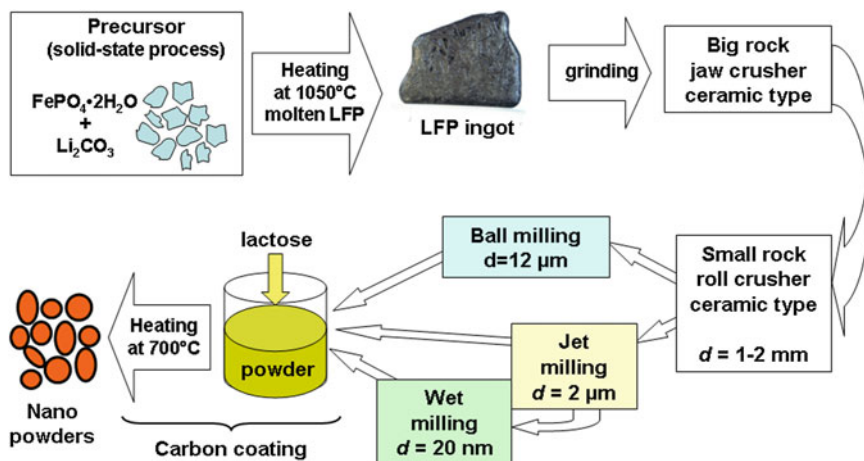 Precursor
(solid-state process)
FePO₄•2H₂O
+
Li₂CO₃
Heating
at 1050°C
molten LFP
LFP ingot
grinding
Big rock
jaw crusher
ceramic type
Small rock
roll crusher
ceramic type
d = 1-2 mm
Ball milling
d=12 µm
Jet
milling
d = 2 µm
Wet
milling
d = 20 nm
lactose
powder
Carbon coating
Heating
at 700°C
Nano
powders